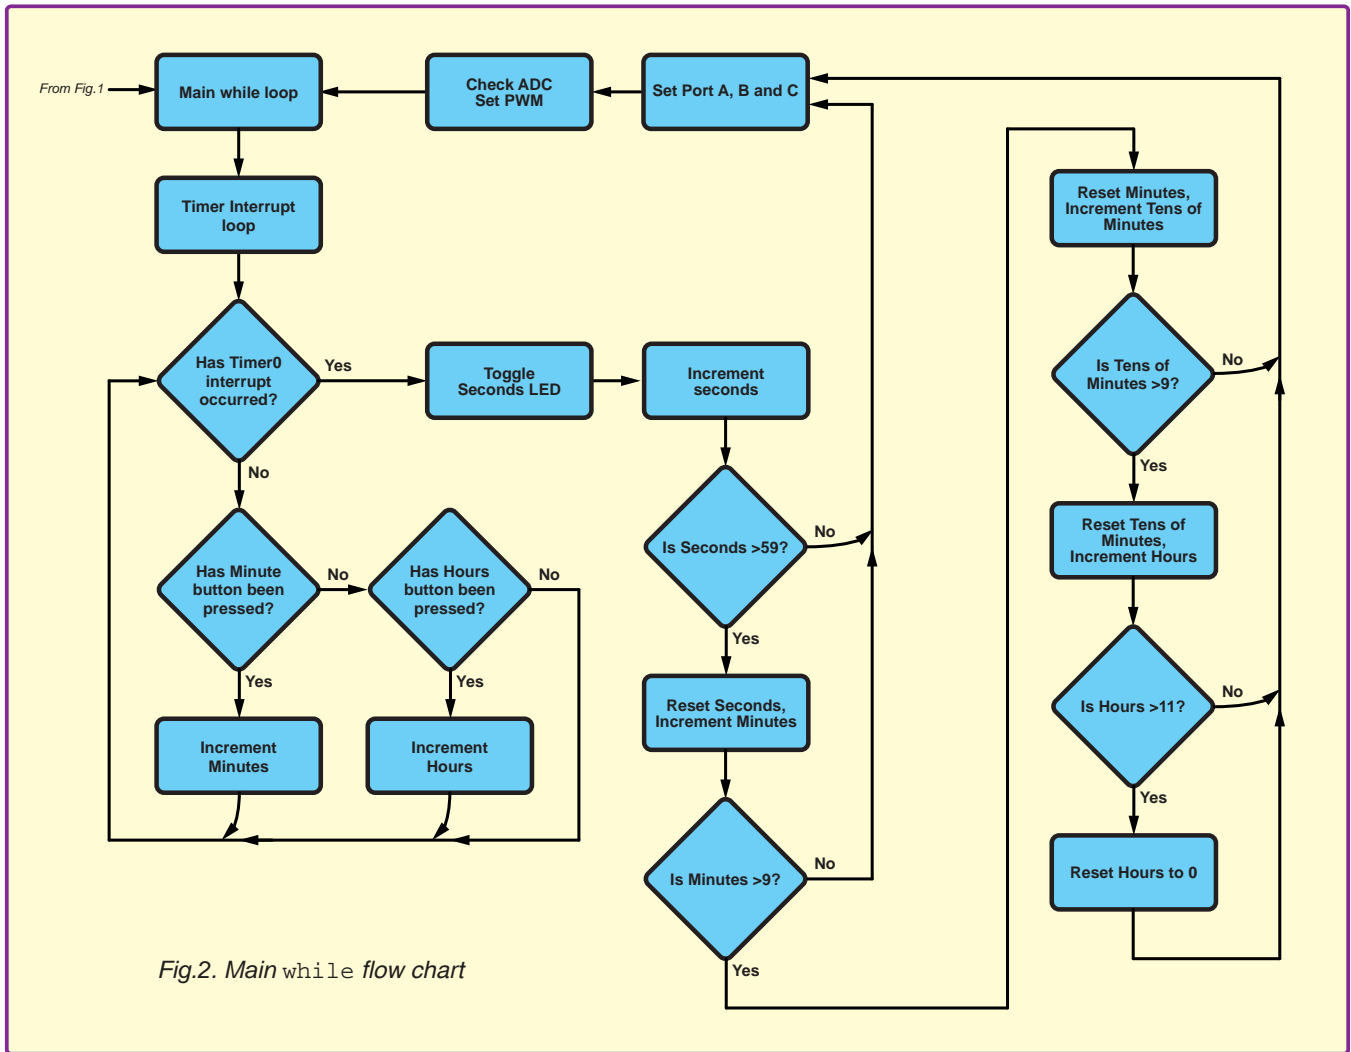 From Fig.1
Main while loop
Check ADC
Set PWM
Set Port A, B and C
Timer Interrupt
loop
Has Timer0
interrupt
occurred?
Yes
No
Toggle
Seconds LED
Increment
seconds
Has Minute
button been
pressed?
No
Yes
Has Hours
button been
pressed?
No
Yes
Increment
Minutes
Increment
Hours
Is Seconds >59?
No
Yes
Reset Seconds,
Increment Minutes
Is Minutes >9?
No
Yes
Reset Minutes,
Increment Tens of
Minutes
Is Tens of
Minutes >9?
No
Yes
Reset Tens of
Minutes,
Increment Hours
Is Hours >11?
No
Yes
Reset Hours to 0
Fig.2. Main while flow chart